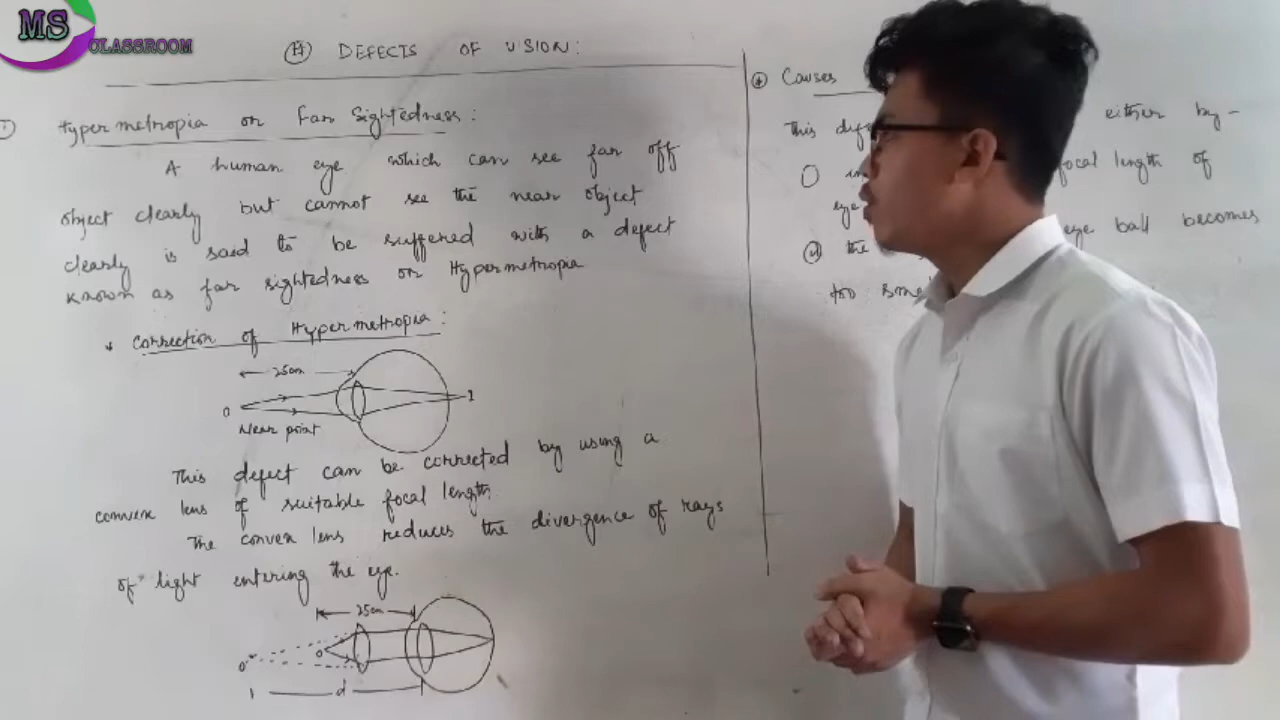 MS
CLASSROOM
(H) DEFECTS OF VISION:
Hypermetropia or Far Sightedness:
A human eye which can see far off
object clearly but cannot see the near object
clearly is said to be suffered with a defect
known as far sightedness or Hypermetropia
* Correction of Hypermetropia:
25cm
O
I
Near point
This defect can be corrected by using a
convex lens of suitable focal length.
The convex lens reduces the divergence of rays
of light entering the eye.
25cm
O
O'
d
* Causes
This either by-
focal length of
eye
(ii) the eye ball becomes
too